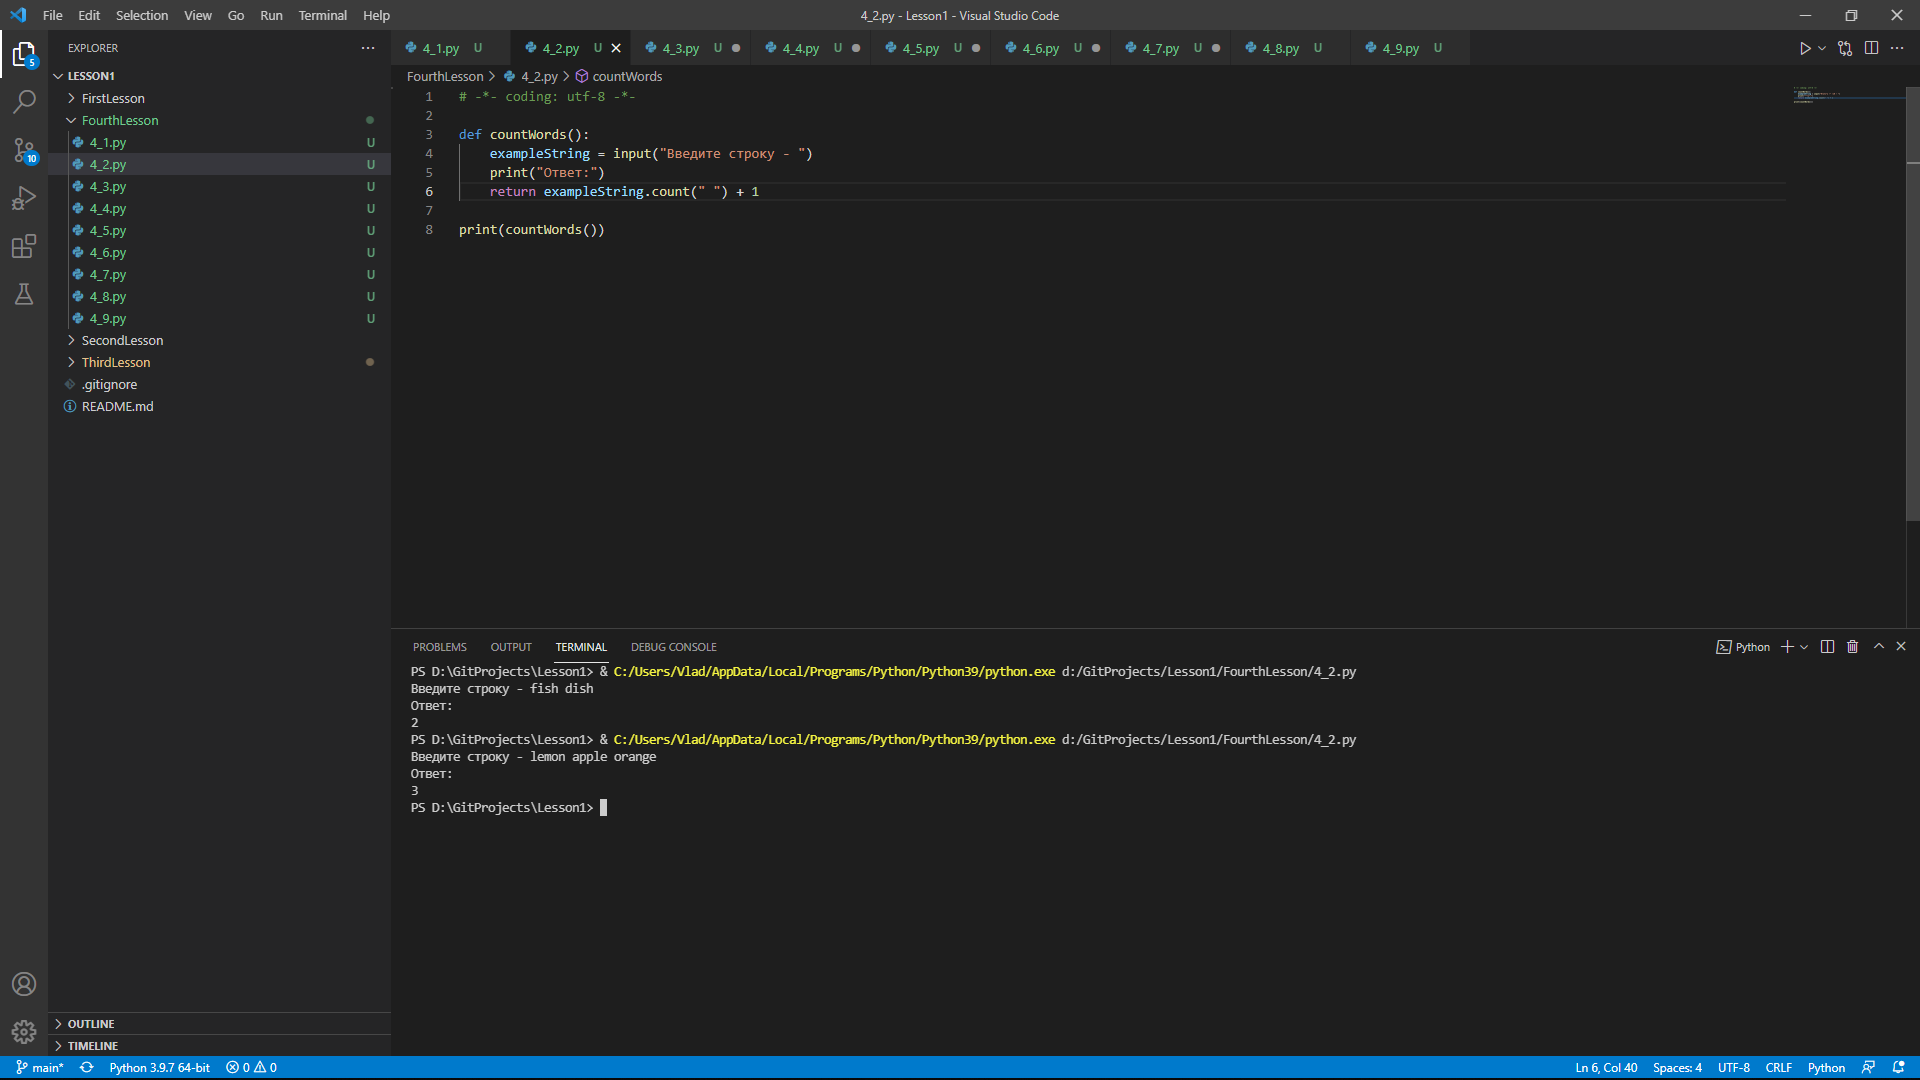 File Edit Selection View Go Run Terminal Help
4_2.py - Lesson1 - Visual Studio Code
EXPLORER
4_1.py U
4_2.py U
4_3.py U
4_4.py U
4_5.py U
4_6.py U
4_7.py U
4_8.py U
4_9.py U
5
10
LESSON1
FirstLesson
FourthLesson
4_1.py U
4_2.py U
4_3.py U
4_4.py U
4_5.py U
4_6.py U
4_7.py U
4_8.py U
4_9.py U
SecondLesson
ThirdLesson
.gitignore
README.md
OUTLINE
TIMELINE
FourthLesson > 4_2.py > countWords
1 # -*- coding: utf-8 -*-
2
3 def countWords():
4 exampleString = input("Введите строку - ")
5 print("Ответ:")
6 return exampleString.count(" ") + 1
7
8 print(countWords())
PROBLEMS OUTPUT TERMINAL DEBUG CONSOLE
Python
PS D:\GitProjects\Lesson1> & C:/Users/Vlad/AppData/Local/Programs/Python/Python39/python.exe d:/GitProjects/Lesson1/FourthLesson/4_2.py
Введите строку - fish dish
Ответ:
2
PS D:\GitProjects\Lesson1> & C:/Users/Vlad/AppData/Local/Programs/Python/Python39/python.exe d:/GitProjects/Lesson1/FourthLesson/4_2.py
Введите строку - lemon apple orange
Ответ:
3
PS D:\GitProjects\Lesson1>
main* Python 3.9.7 64-bit 0 0
Ln 6, Col 40 Spaces: 4 UTF-8 CRLF Python